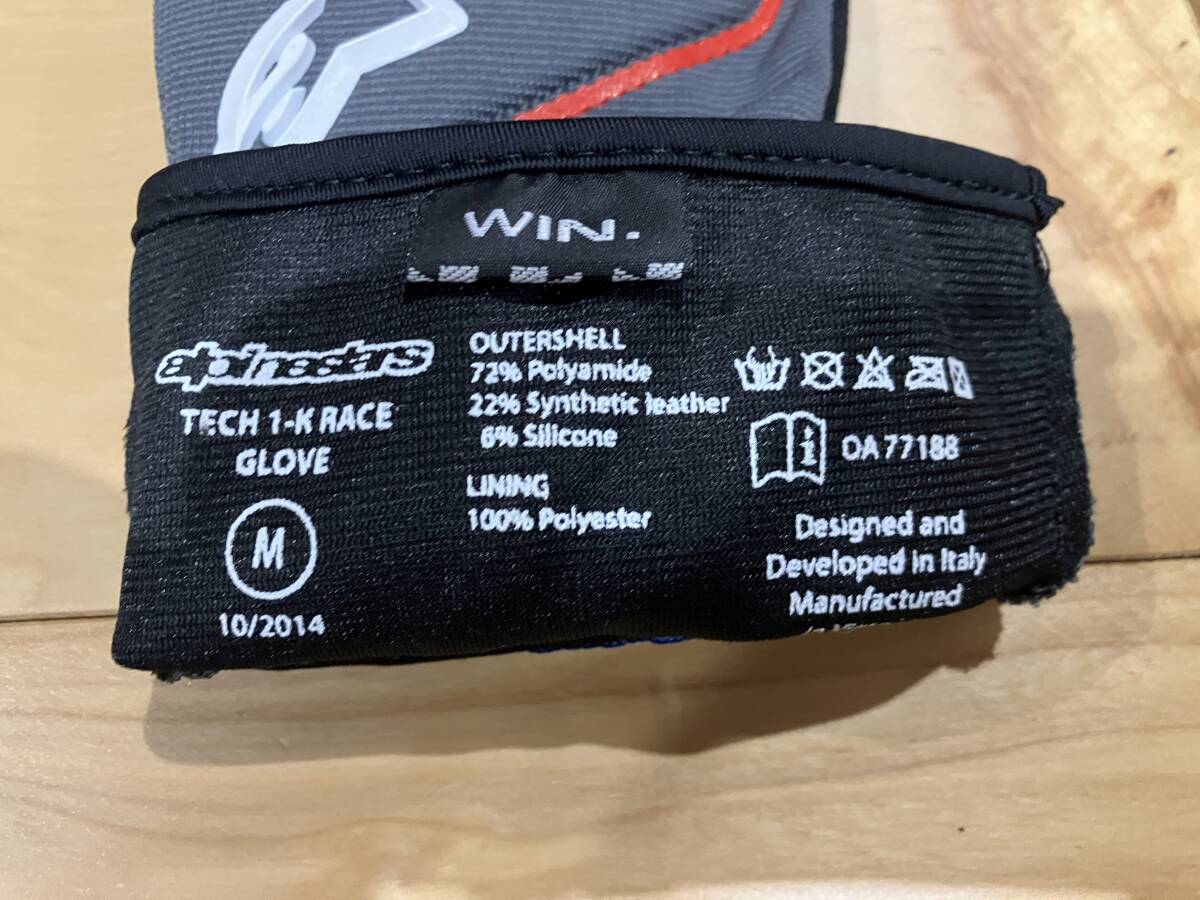 WIN.
alpinestars
TECH 1-K RACE
GLOVE
M
10/2014
OUTERSHELL
72% Polyamide
22% Synthetic leather
6% Silicone
LINING
100% Polyester
i
OA 77188
Designed and
Developed in Italy
Manufactured